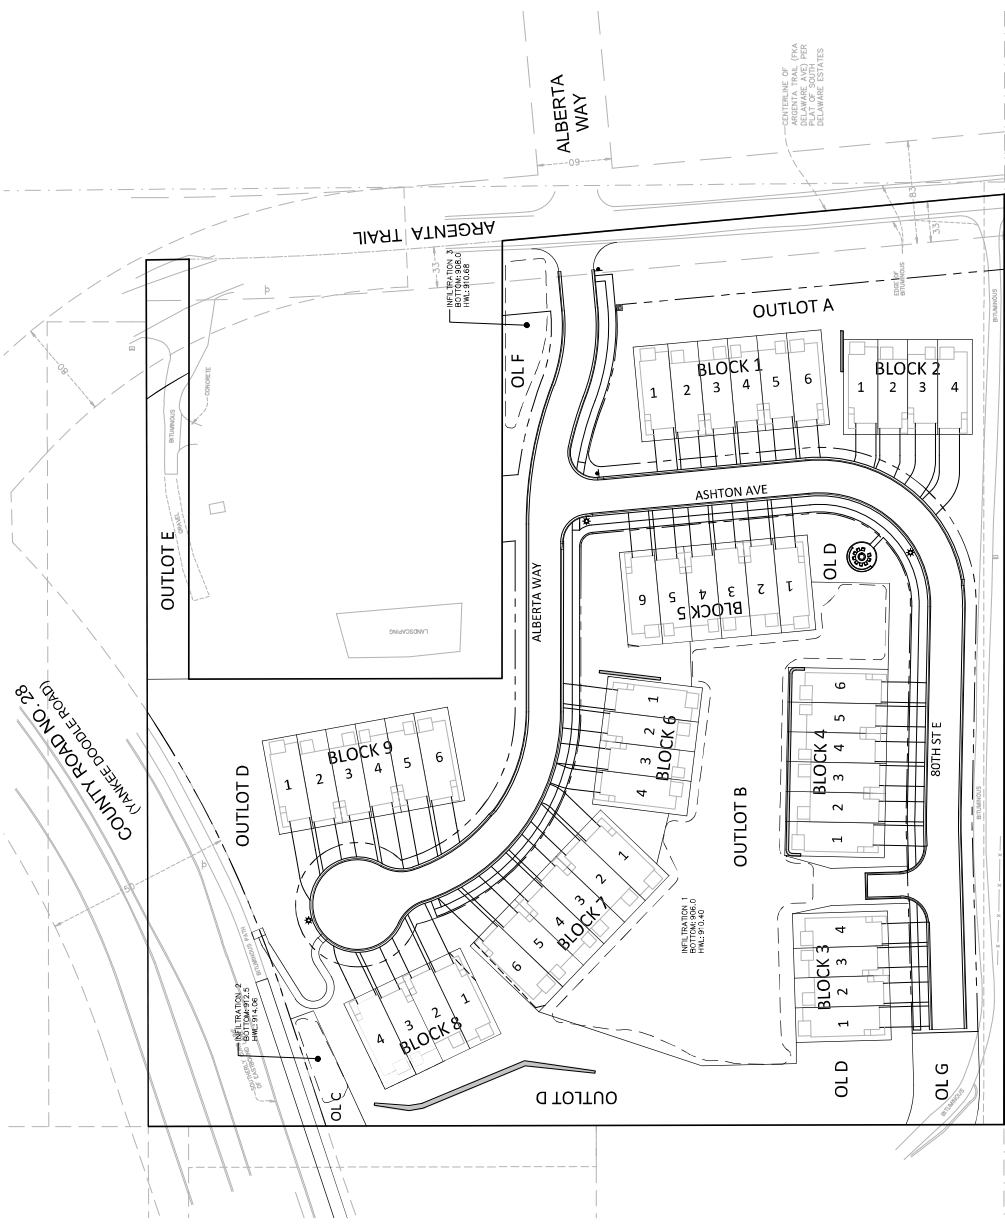 ALBERTA
WAY
60
CENTERLINE OF
ARGENTA TRAIL (FKA
DELAWARE AVE) PER
PLAT OF SOUTH
DELAWARE ESTATES
83
33
ARGENTA TRAIL
33
INFILTRATION 3
BOTTOM: 908.0
HWL: 910.68
EDGE OF
BITUMINOUS
BITUMINOUS
80
CONCRETE
BITUMINOUS
GRAVEL
OUTLOT E
LANDSCAPING
OL F
OUTLOT A
BLOCK 1
1
2
3
4
5
6
BLOCK 2
1
2
3
4
ASHTON AVE
ALBERTA WAY
BLOCK 5
6
5
4
3
2
1
OL D
COUNTY ROAD NO. 28
(YANKEE DOODLE ROAD)
50
OUTLOT D
BLOCK 9
1
2
3
4
5
6
BLOCK 6
1
2
3
4
BLOCK 4
6
5
4
3
2
1
80TH ST E
BITUMINOUS
OUTLOT B
INFILTRATION 1
BOTTOM: 906.0
HWL: 910.40
BLOCK 7
1
2
3
4
5
6
BLOCK 8
4
3
2
1
BLOCK 3
4
3
2
1
BITUMINOUS PATH
INFILTRATION 2
BOTTOM: 912.5
HWL: 914.06
OL C
OUTLOT D
OL D
OL G
BITUMINOUS